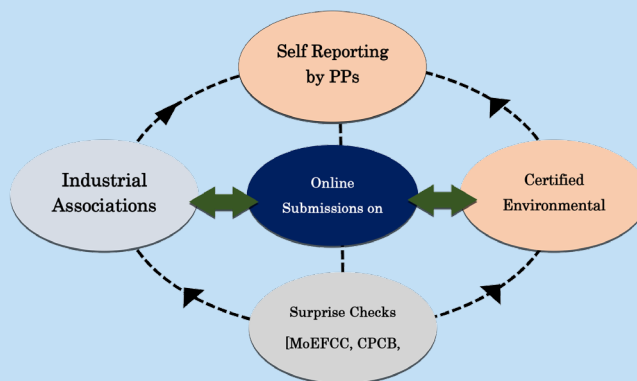 Self Reporting
by PPs
Industrial
Associations
Online
Submissions on
Certified
Environmental
Surprise Checks
[MoEFCC, CPCB,